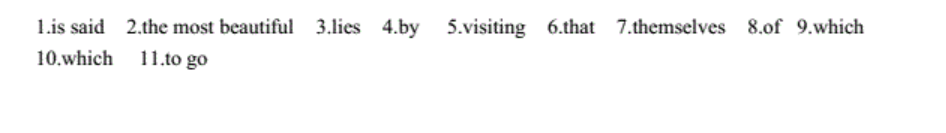 1.is said 2.the most beautiful 3.lies 4.by 5.visiting 6.that 7.themselves 8.of 9.which
10.which 11.to go